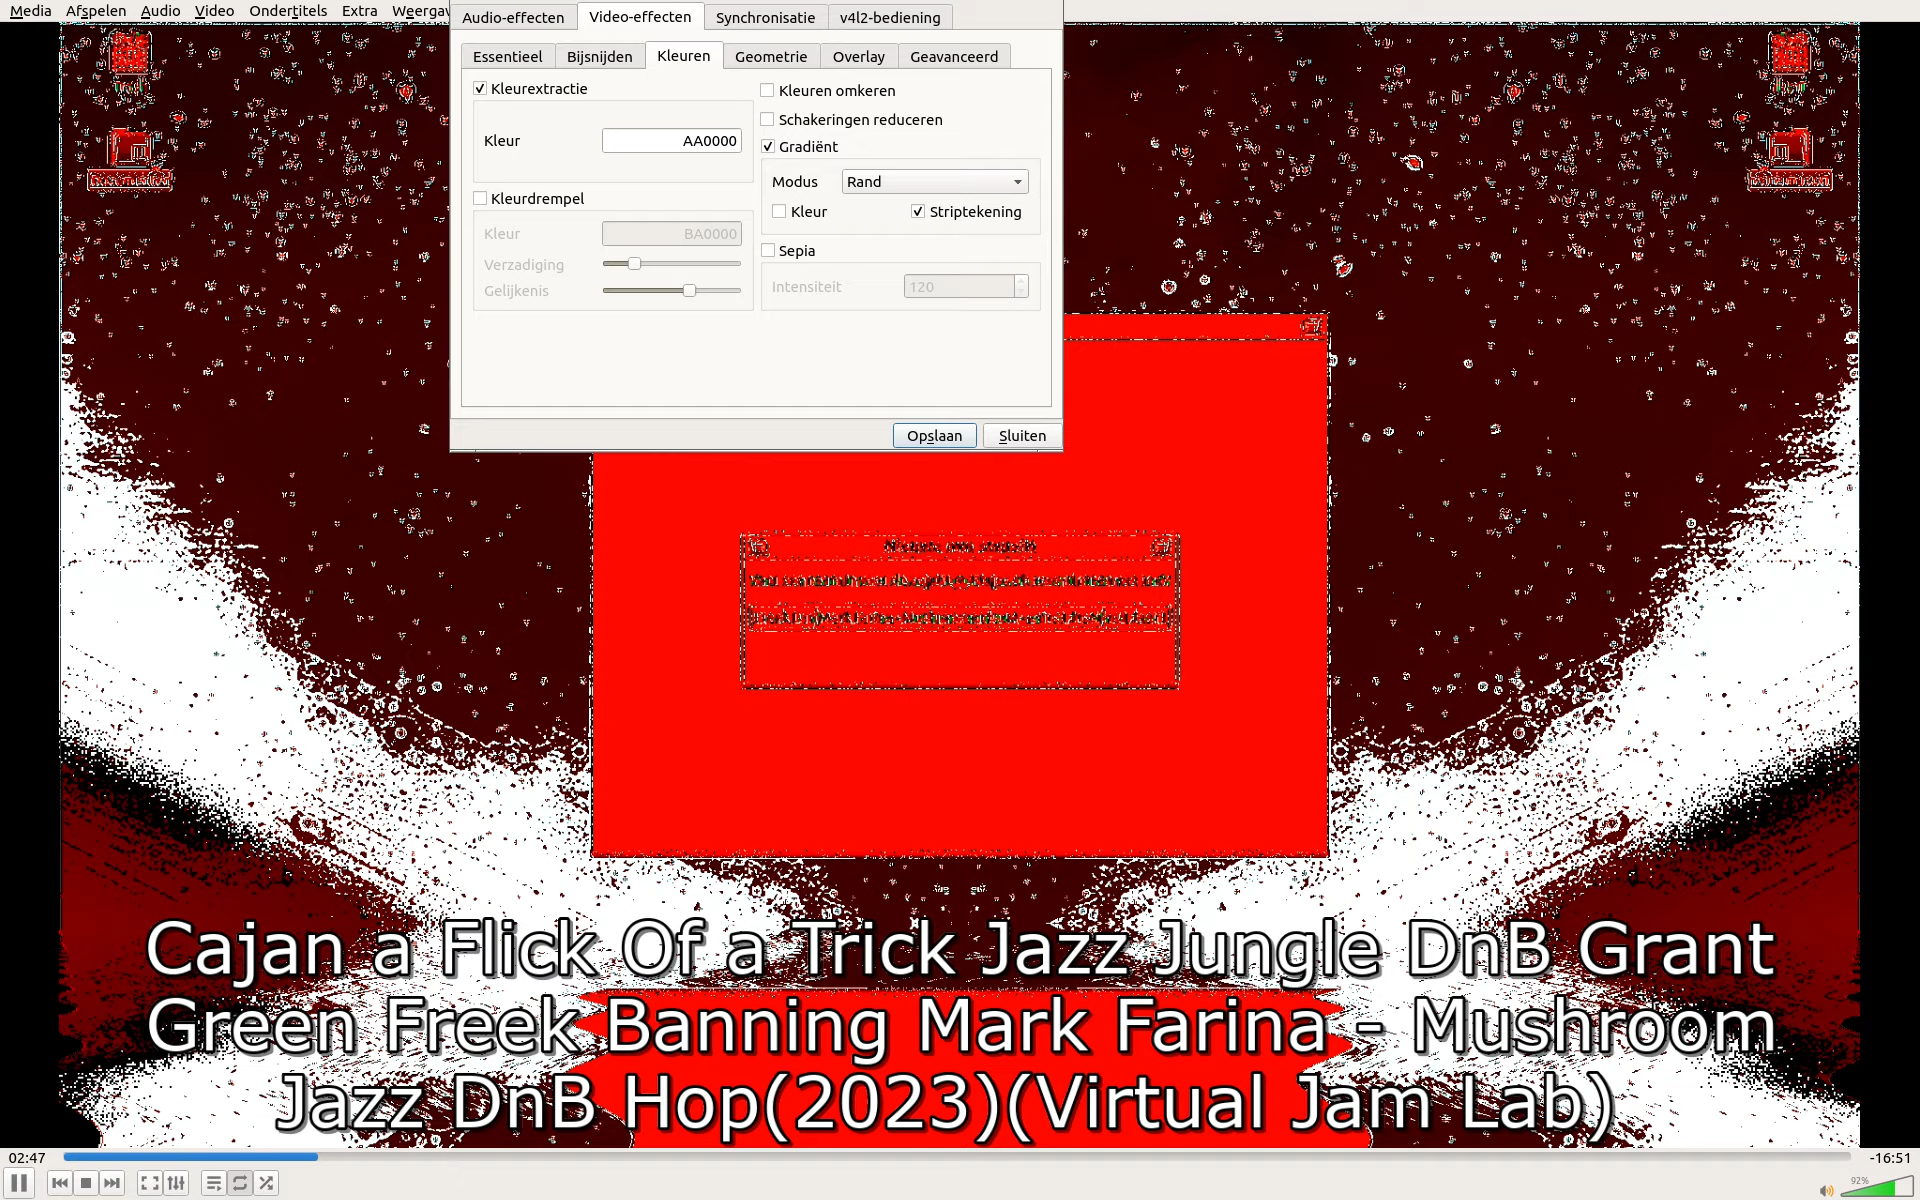 Media Afspelen Audio Video Ondertitels Extra
Audio-effecten Video-effecten Synchronisatie v4l2-bediening
Essentieel Bijsnijden Kleuren Geometrie Overlay Geavanceerd
Kleurextractie
Kleur AA0000
Kleurdrempel
Kleur BA0000
Verzadiging
Gelijkenis
Kleuren omkeren
Schakeringen reduceren
Gradiënt
Modus Rand
Kleur Striptekening
Sepia
Intensiteit 120
Opslaan Sluiten
Cajan a Flick Of a Trick Jazz Jungle DnB Grant
Green Freek Banning Mark Farina - Mushroom
Jazz DnB Hop(2023)(Virtual Jam Lab)
02:47 -16:51
92%